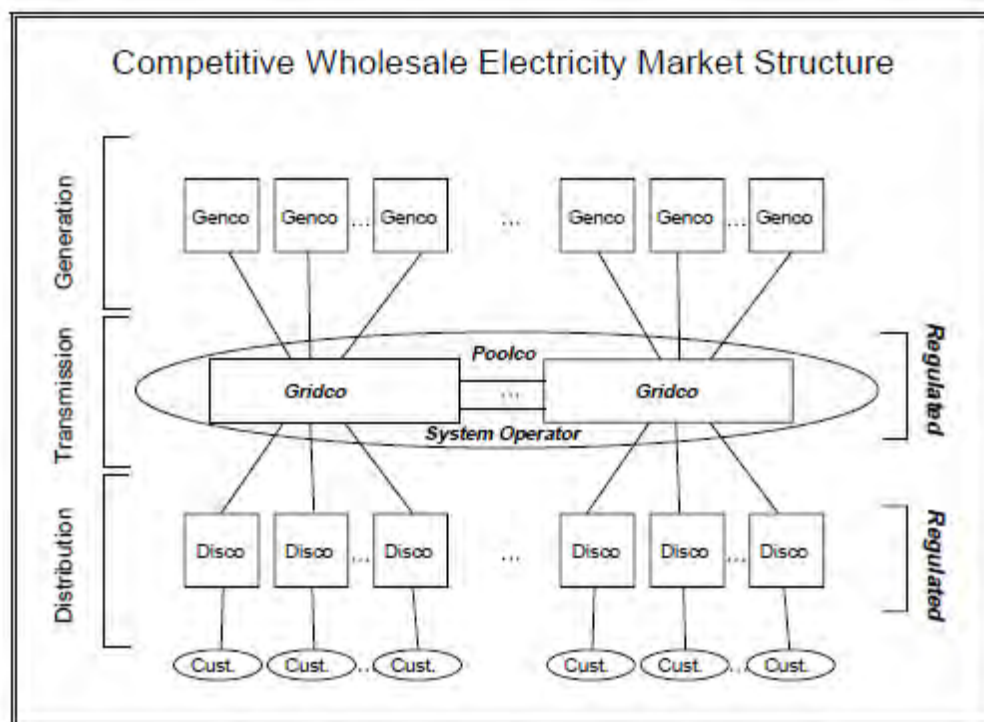 Competitive Wholesale Electricity Market Structure
Generation
Genco Genco ... Genco ... Genco Genco ... Genco
Transmission
Poolco
Gridco ... Gridco
System Operator
Regulated
Distribution
Disco Disco ... Disco ... Disco Disco ... Disco
Regulated
Cust. Cust. ... Cust. Cust. Cust. ... Cust.